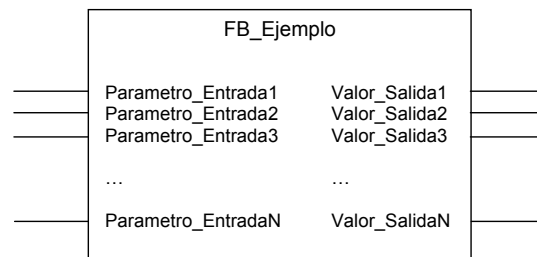 FB_Ejemplo
Parametro_Entrada1 Valor_Salida1
Parametro_Entrada2 Valor_Salida2
Parametro_Entrada3 Valor_Salida3
... ...
Parametro_EntradaN Valor_SalidaN